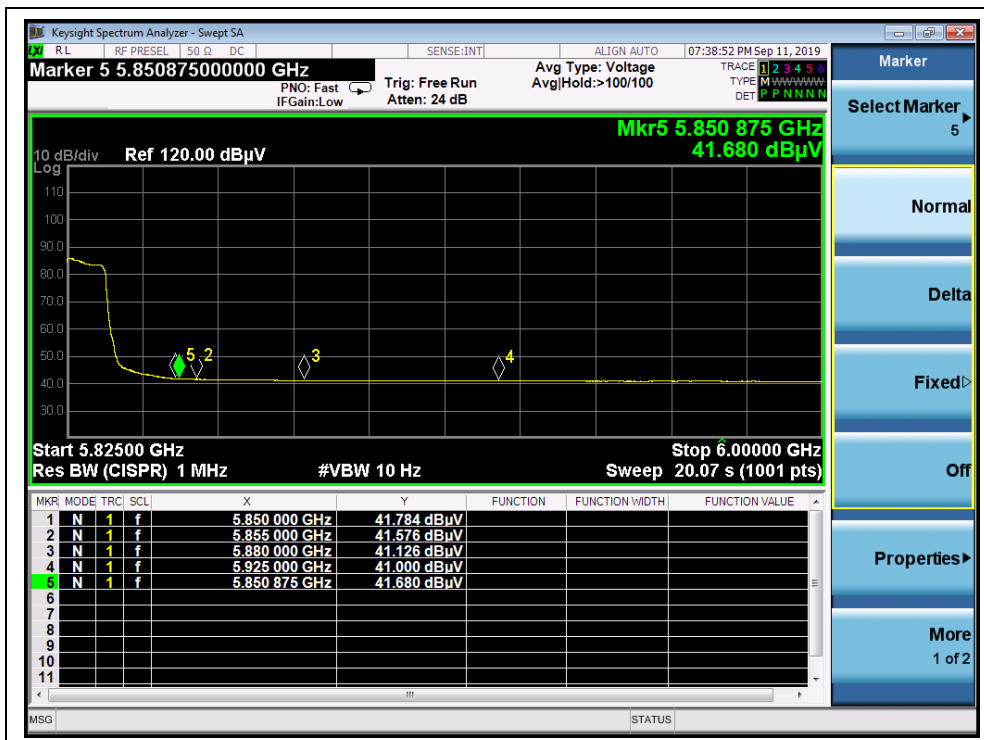 Keysight Spectrum Analyzer - Swept SA
LXI RL RF PRESEL 50 Ω DC SENSE:INT ALIGN AUTO 07:38:52 PM Sep 11, 2019
Marker 5 5.850875000000 GHz
PNO: Fast
IFGain:Low
Trig: Free Run
Atten: 24 dB
Avg Type: Voltage
Avg|Hold:>100/100
TRACE 1 2 3 4 5 6
TYPE M W W W W W
DET P P N N N N
Mkr5 5.850 875 GHz
41.680 dBµV
10 dB/div Ref 120.00 dBµV
Log
110
100
90.0
80.0
70.0
60.0
50.0
40.0
30.0
5 2 3 4
Start 5.82500 GHz Stop 6.00000 GHz
Res BW (CISPR) 1 MHz #VBW 10 Hz Sweep 20.07 s (1001 pts)
MKR MODE TRC SCL X Y FUNCTION FUNCTION WIDTH FUNCTION VALUE
1 N 1 f 5.850 000 GHz 41.784 dBµV
2 N 1 f 5.855 000 GHz 41.576 dBµV
3 N 1 f 5.880 000 GHz 41.126 dBµV
4 N 1 f 5.925 000 GHz 41.000 dBµV
5 N 1 f 5.850 875 GHz 41.680 dBµV
6
7
8
9
10
11
MSG STATUS
Marker
Select Marker
5
Normal
Delta
Fixed
Off
Properties
More
1 of 2